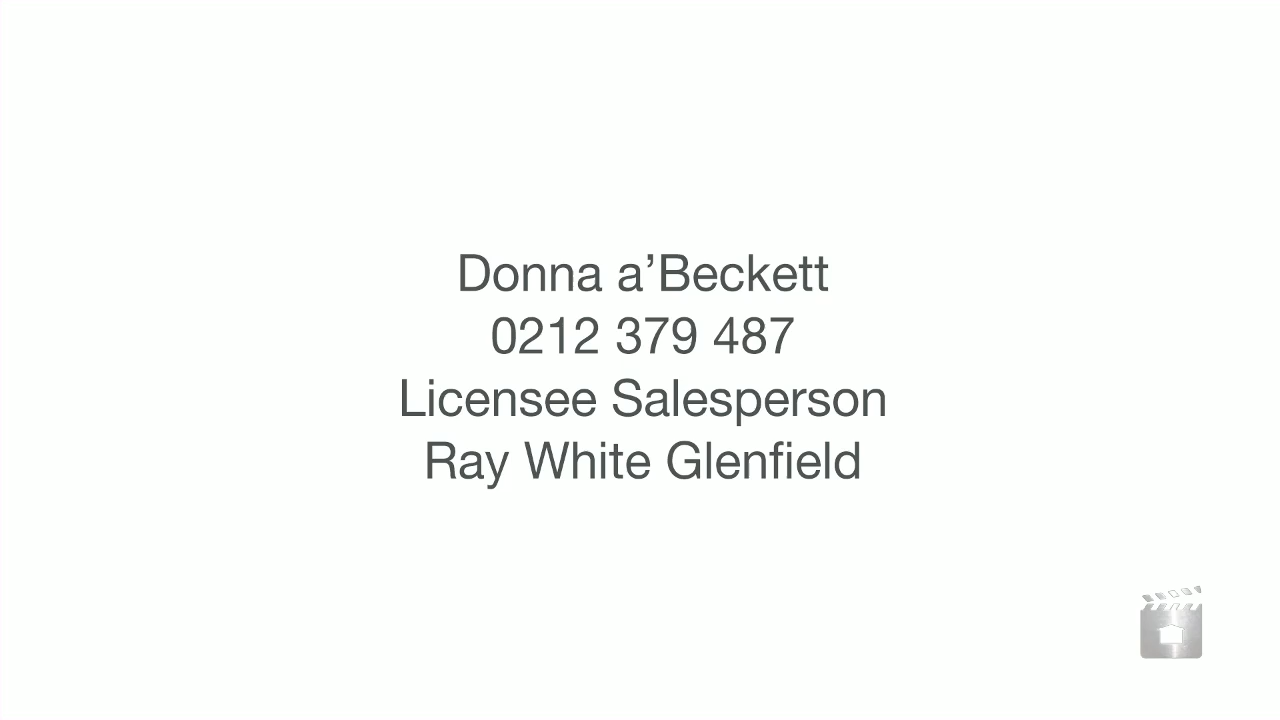 Donna a’Beckett
0212 379 487
Licensee Salesperson
Ray White Glenfield